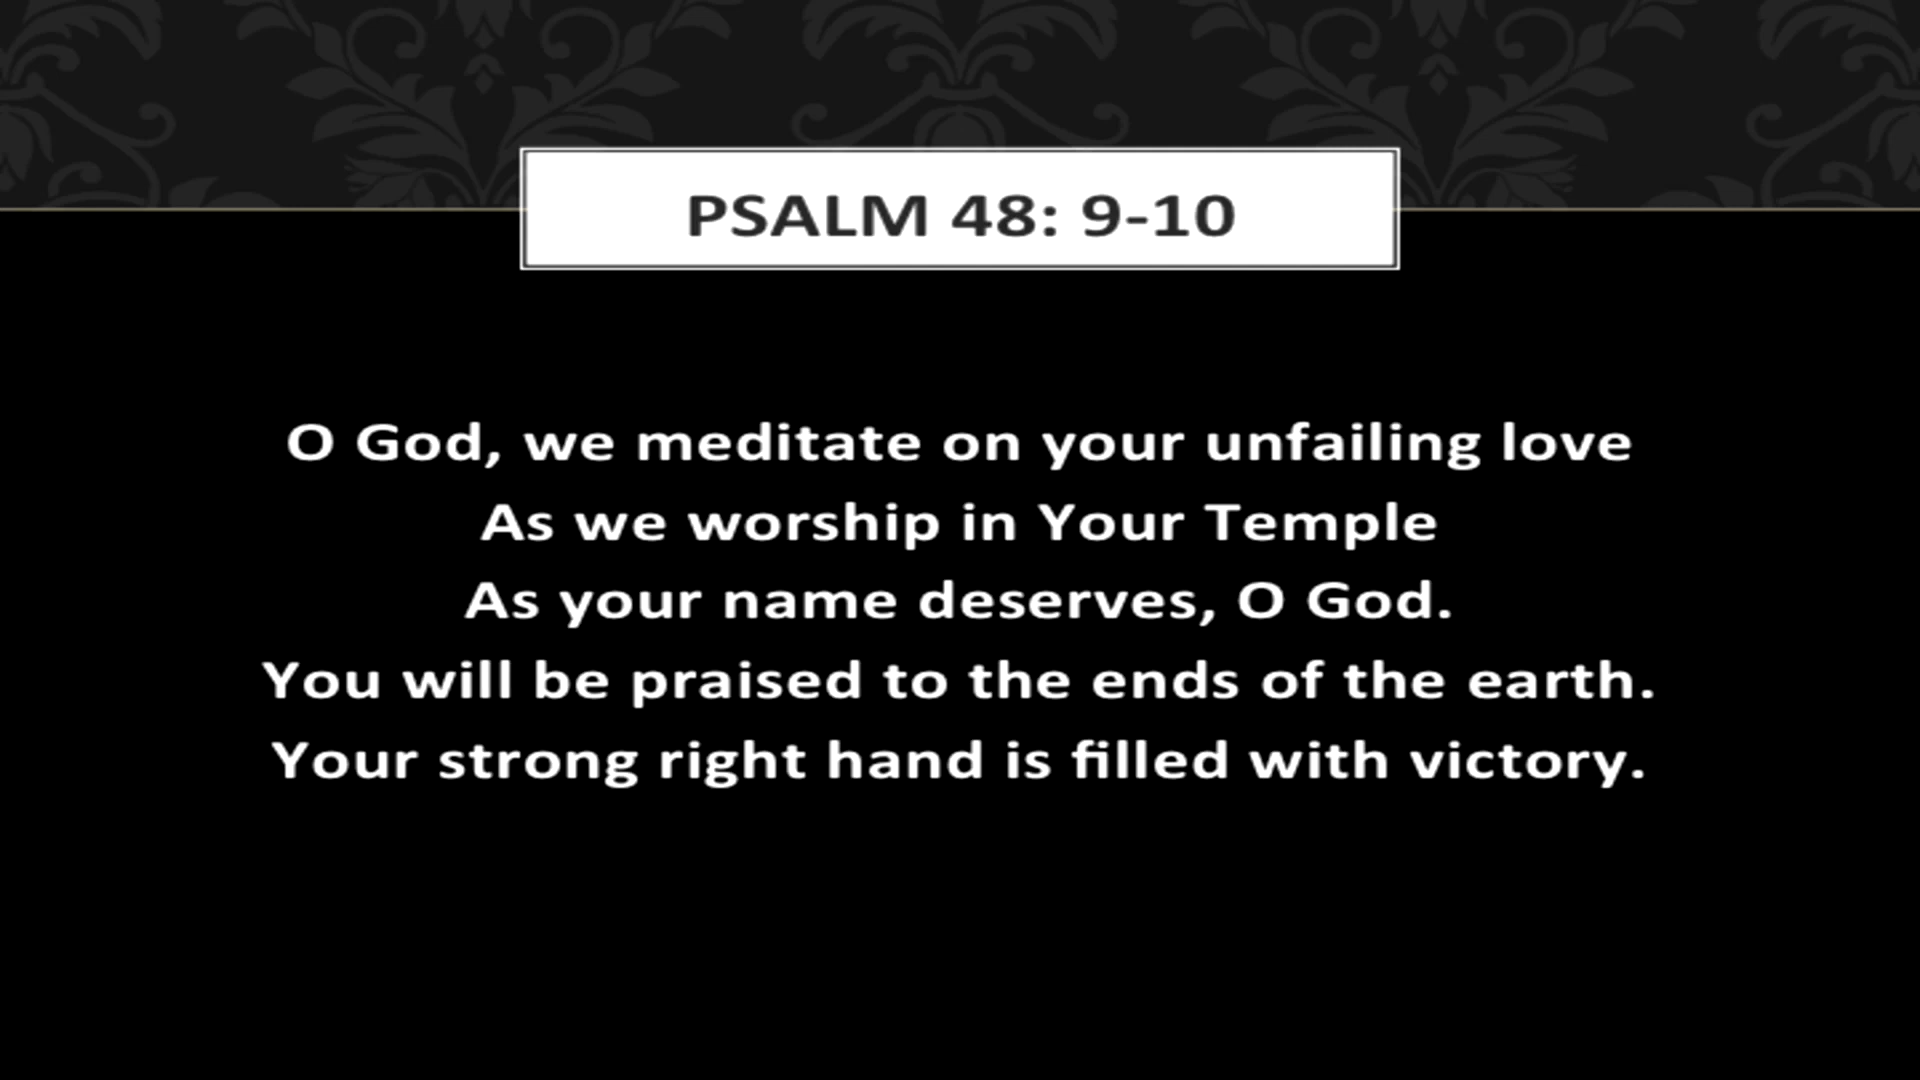 PSALM 48: 9-10
O God, we meditate on your unfailing love
As we worship in Your Temple
As your name deserves, O God.
You will be praised to the ends of the earth.
Your strong right hand is filled with victory.